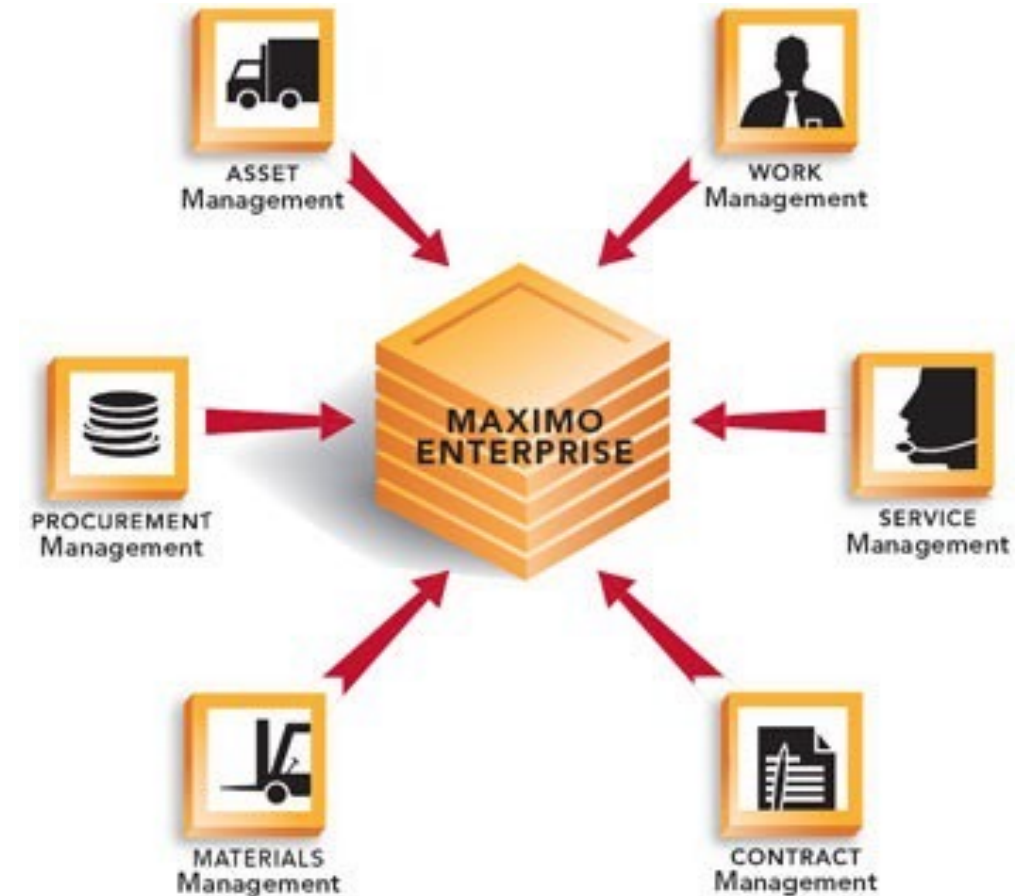 ASSET
Management
WORK
Management
MAXIMO
ENTERPRISE
PROCUREMENT
Management
SERVICE
Management
MATERIALS
Management
CONTRACT
Management